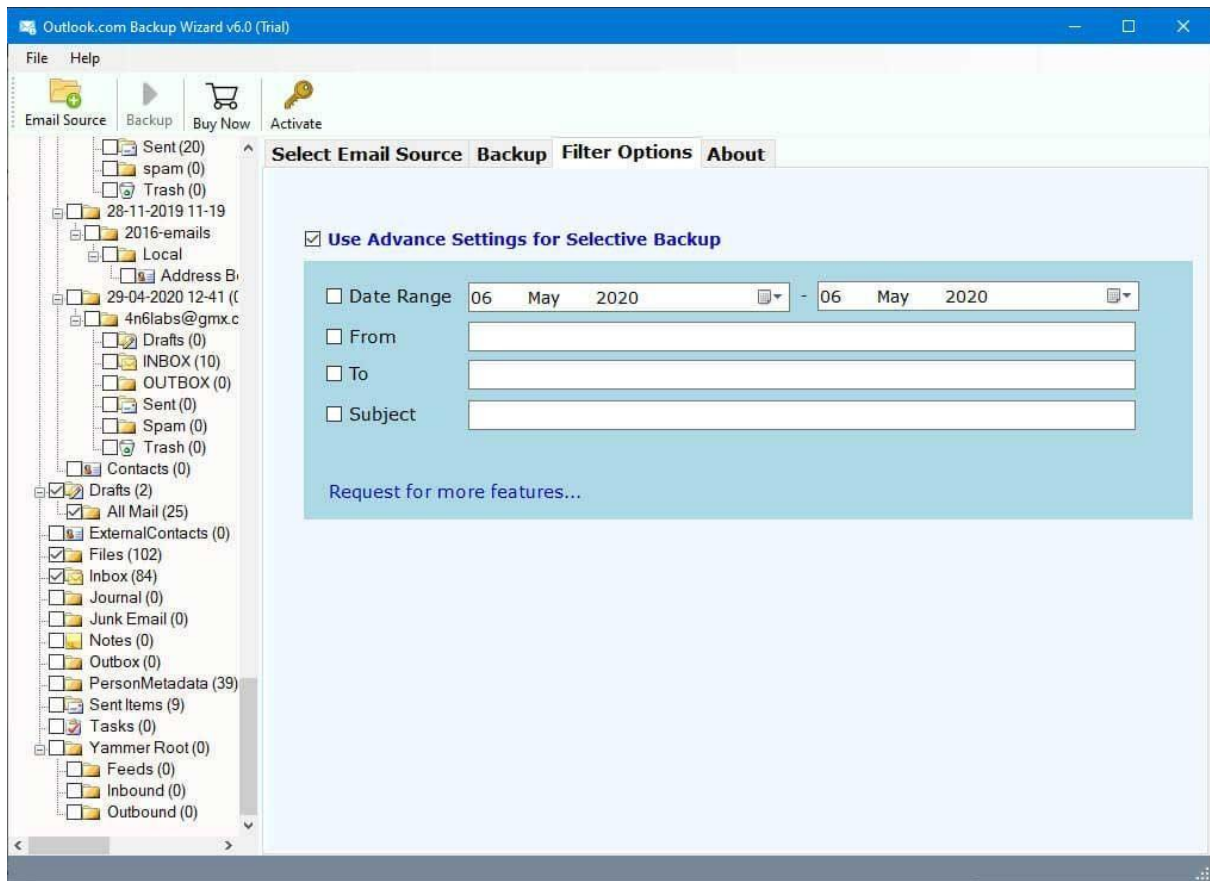 Outlook.com Backup Wizard v6.0 (Trial)
File Help
Email Source Backup Buy Now Activate
Sent (20)
spam (0)
Trash (0)
28-11-2019 11-19
2016-emails
Local
Address B
29-04-2020 12-41 (
4n6labs@gmx.c
Drafts (0)
INBOX (10)
OUTBOX (0)
Sent (0)
Spam (0)
Trash (0)
Contacts (0)
Drafts (2)
All Mail (25)
ExternalContacts (0)
Files (102)
Inbox (84)
Journal (0)
Junk Email (0)
Notes (0)
Outbox (0)
PersonMetadata (39)
Sent Items (9)
Tasks (0)
Yammer Root (0)
Feeds (0)
Inbound (0)
Outbound (0)
Select Email Source Backup Filter Options About
Use Advance Settings for Selective Backup
Date Range 06 May 2020 - 06 May 2020
From
To
Subject
Request for more features...